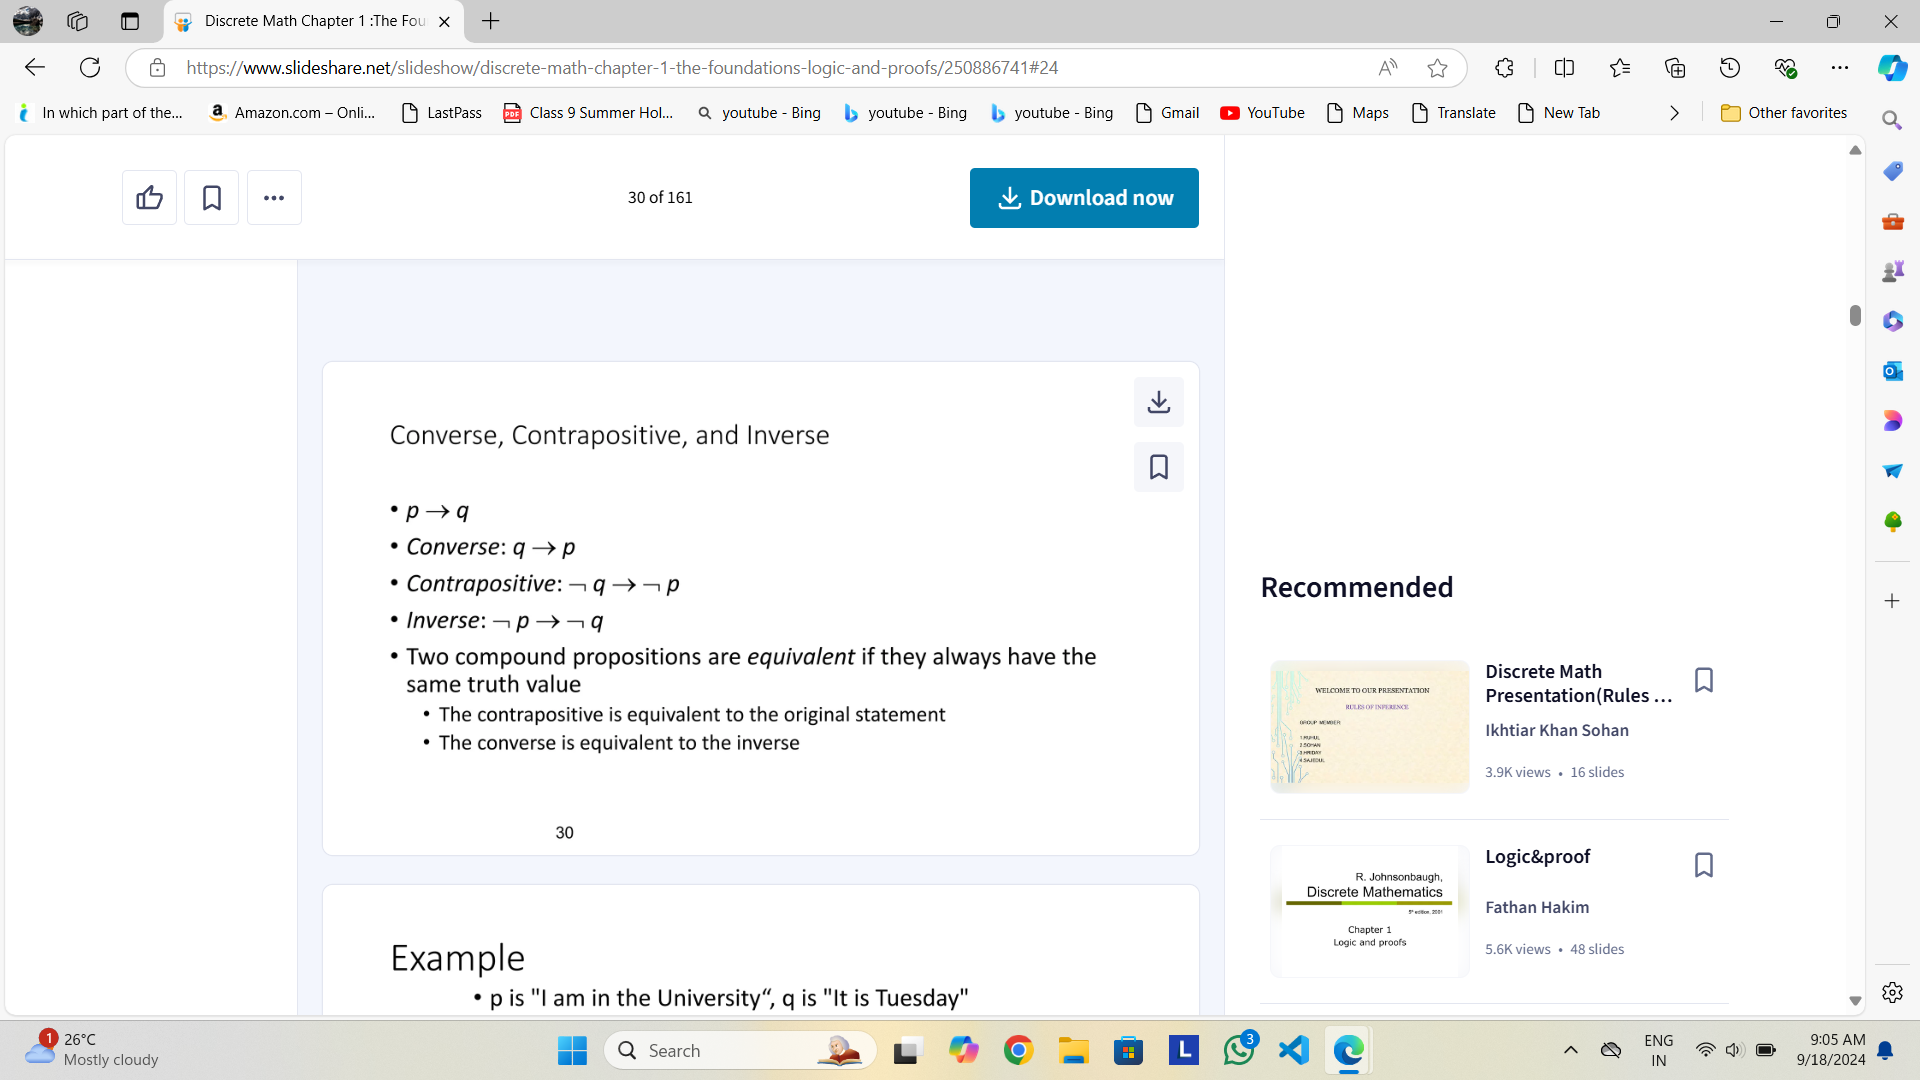 Discrete Math Chapter 1 :The Fou
https://www.slideshare.net/slideshow/discrete-math-chapter-1-the-foundations-logic-and-proofs/250886741#24
In which part of the...
Amazon.com – Onli...
LastPass
Class 9 Summer Hol...
youtube - Bing
youtube - Bing
youtube - Bing
Gmail
YouTube
Maps
Translate
New Tab
Other favorites
30 of 161
Download now
Converse, Contrapositive, and Inverse
• p → q
• Converse: q → p
• Contrapositive: ¬ q → ¬ p
• Inverse: ¬ p → ¬ q
• Two compound propositions are equivalent if they always have the
same truth value
• The contrapositive is equivalent to the original statement
• The converse is equivalent to the inverse
30
Example
• p is "I am in the University“, q is "It is Tuesday"
Recommended
WELCOME TO OUR PRESENTATION
RULES OF INFERENCE
GROUP MEMBER
1.RUHUL
2.SOHAN
3.HRIDAY
4.SAJEDUL
Discrete Math
Presentation(Rules ...
Ikhtiar Khan Sohan
3.9K views • 16 slides
R. Johnsonbaugh,
Discrete Mathematics
5th edition, 2001
Chapter 1
Logic and proofs
Logic&proof
Fathan Hakim
5.6K views • 48 slides
1
26°C
Mostly cloudy
Search
L
3
ENG
IN
9:05 AM
9/18/2024